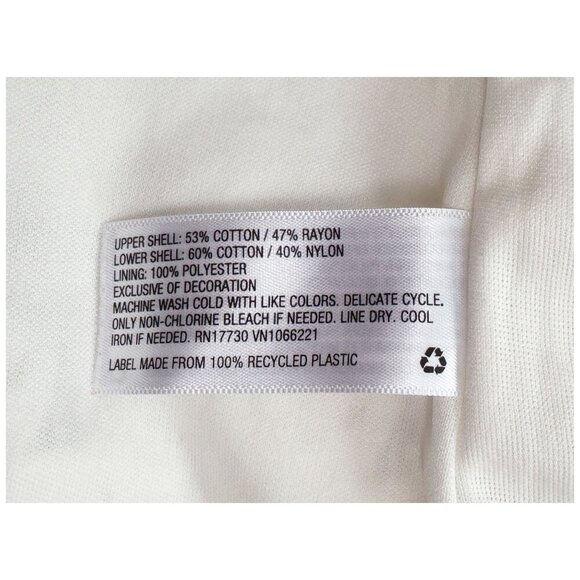 UPPER SHELL: 53% COTTON / 47% RAYON
LOWER SHELL: 60% COTTON / 40% NYLON
LINING: 100% POLYESTER
EXCLUSIVE OF DECORATION
MACHINE WASH COLD WITH LIKE COLORS. DELICATE CYCLE.
ONLY NON-CHLORINE BLEACH IF NEEDED. LINE DRY. COOL
IRON IF NEEDED. RN17730 VN1066221
LABEL MADE FROM 100% RECYCLED PLASTIC